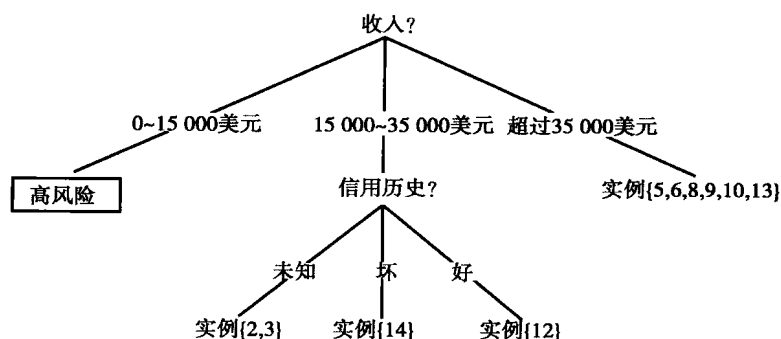 收入?
0~15 000美元
15 000~35 000美元
超过35 000美元
高风险
信用历史?
实例{5,6,8,9,10,13}
未知
坏
好
实例{2,3}
实例{14}
实例{12}